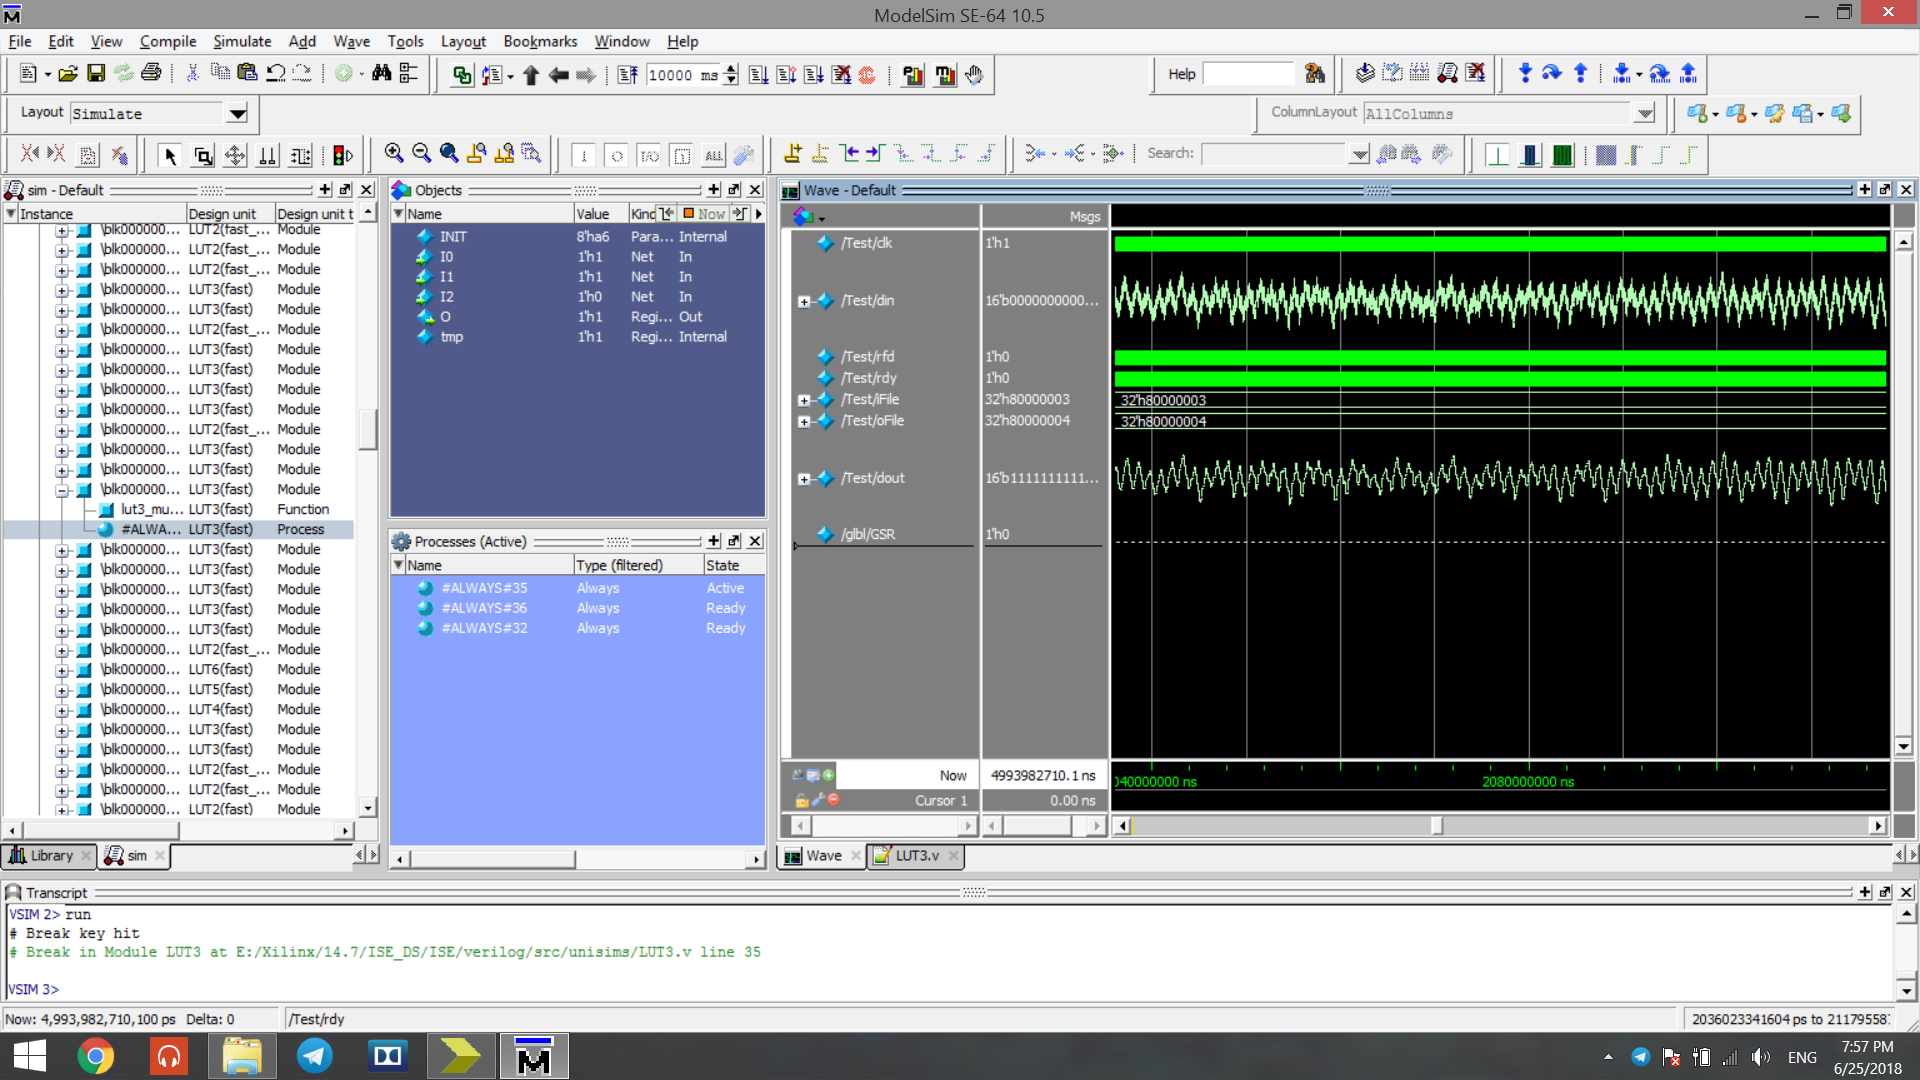 ModelSim SE-64 10.5
File Edit View Compile Simulate Add Wave Tools Layout Bookmarks Window Help
10000 ms
Help
Layout Simulate
ColumnLayout AllColumns
Search:
sim - Default
Instance Design unit Design unit t
\blk000000... LUT2(fast_... Module
\blk000000... LUT2(fast_... Module
\blk000000... LUT2(fast_... Module
\blk000000... LUT3(fast) Module
\blk000000... LUT3(fast) Module
\blk000000... LUT2(fast_... Module
\blk000000... LUT3(fast) Module
\blk000000... LUT3(fast) Module
\blk000000... LUT3(fast) Module
\blk000000... LUT3(fast) Module
\blk000000... LUT2(fast_... Module
\blk000000... LUT3(fast) Module
\blk000000... LUT3(fast) Module
\blk000000... LUT3(fast) Module
lut3_mu... LUT3(fast) Function
#ALWA... LUT3(fast) Process
\blk000000... LUT3(fast) Module
\blk000000... LUT3(fast) Module
\blk000000... LUT3(fast) Module
\blk000000... LUT3(fast) Module
\blk000000... LUT3(fast) Module
\blk000000... LUT2(fast_... Module
\blk000000... LUT6(fast) Module
\blk000000... LUT5(fast) Module
\blk000000... LUT4(fast) Module
\blk000000... LUT3(fast) Module
\blk000000... LUT3(fast) Module
\blk000000... LUT2(fast_... Module
\blk000000... LUT2(fast) Module
\blk000000... LUT2(fast) Module
Library sim
Objects
Name Value Kind Now
INIT 8'ha6 Para... Internal
I0 1'h1 Net In
I1 1'h1 Net In
I2 1'h0 Net In
O 1'h1 Regi... Out
tmp 1'h1 Regi... Internal
Processes (Active)
Name Type (filtered) State
#ALWAYS#35 Always Active
#ALWAYS#36 Always Ready
#ALWAYS#32 Always Ready
Wave - Default
Msgs
/Test/clk 1'h1
/Test/din 16'b0000000000...
/Test/rfd 1'h0
/Test/rdy 1'h0
/Test/iFile 32'h80000003 32'h80000003
/Test/oFile 32'h80000004 32'h80000004
/Test/dout 16'b1111111111...
/glbl/GSR 1'h0
Now 4993982710.1 ns 040000000 ns 2080000000 ns
Cursor 1 0.00 ns
Wave LUT3.v
Transcript
VSIM 2> run
# Break key hit
# Break in Module LUT3 at E:/Xilinx/14.7/ISE_DS/ISE/verilog/src/unisims/LUT3.v line 35
VSIM 3>
Now: 4,993,982,710,100 ps Delta: 0 /Test/rdy 2036023341604 ps to 211795587
ENG 7:57 PM
6/25/2018